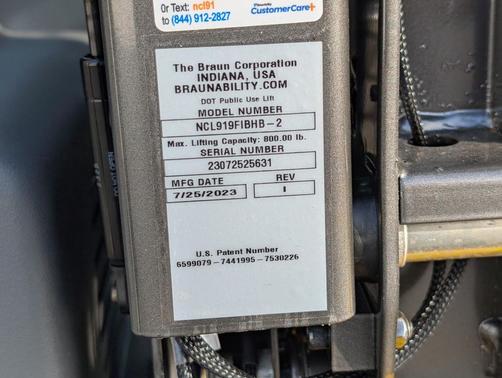 Or Text: ncl91
to (844) 912-2827
CustomerCare+
The Braun Corporation
INDIANA, USA
BRAUNABILITY.COM
DOT Public Use Lift
MODEL NUMBER
NCL919FIBHB-2
Max. Lifting Capacity: 800.00 lb.
SERIAL NUMBER
23072525631
MFG DATE REV
7/25/2023 I
U.S. Patent Number
6599079-7441995-7530226